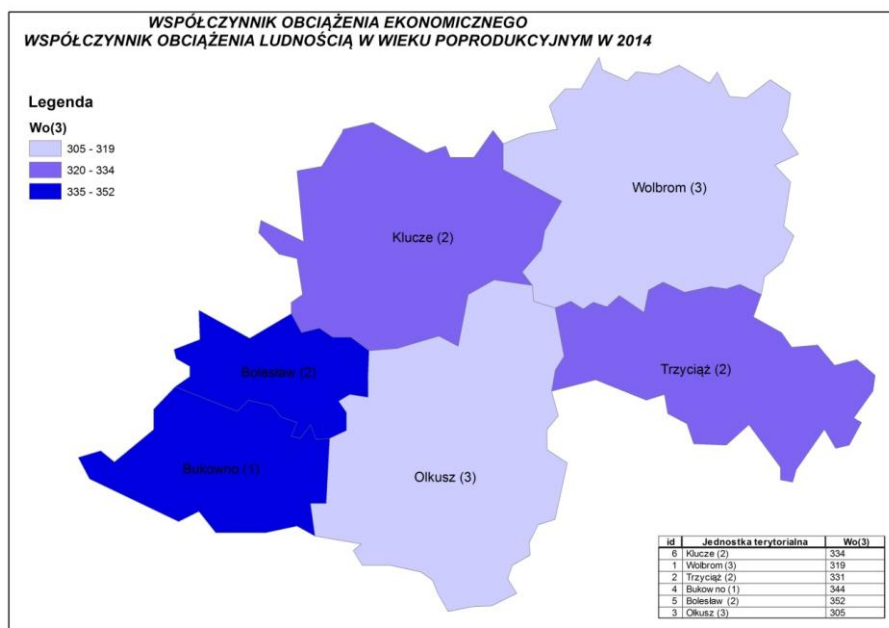 WSPÓŁCZYNNIK OBCIĄŻENIA EKONOMICZNEGO
WSPÓŁCZYNNIK OBCIĄŻENIA LUDNOŚCIĄ W WIEKU POPRODUKCYJNYM W 2014
Legenda
Wo(3)
305 - 319
320 - 334
335 - 352
Wolbrom (3)
Klucze (2)
Trzyciąż (2)
Bolesław (2)
Bukowno (1)
Olkusz (3)
id Jednostka terytorialna Wo(3)
6 Klucze (2) 334
1 Wolbrom (3) 319
2 Trzyciąż (2) 331
4 Bukowno (1) 344
5 Bolesław (2) 352
3 Olkusz (3) 305